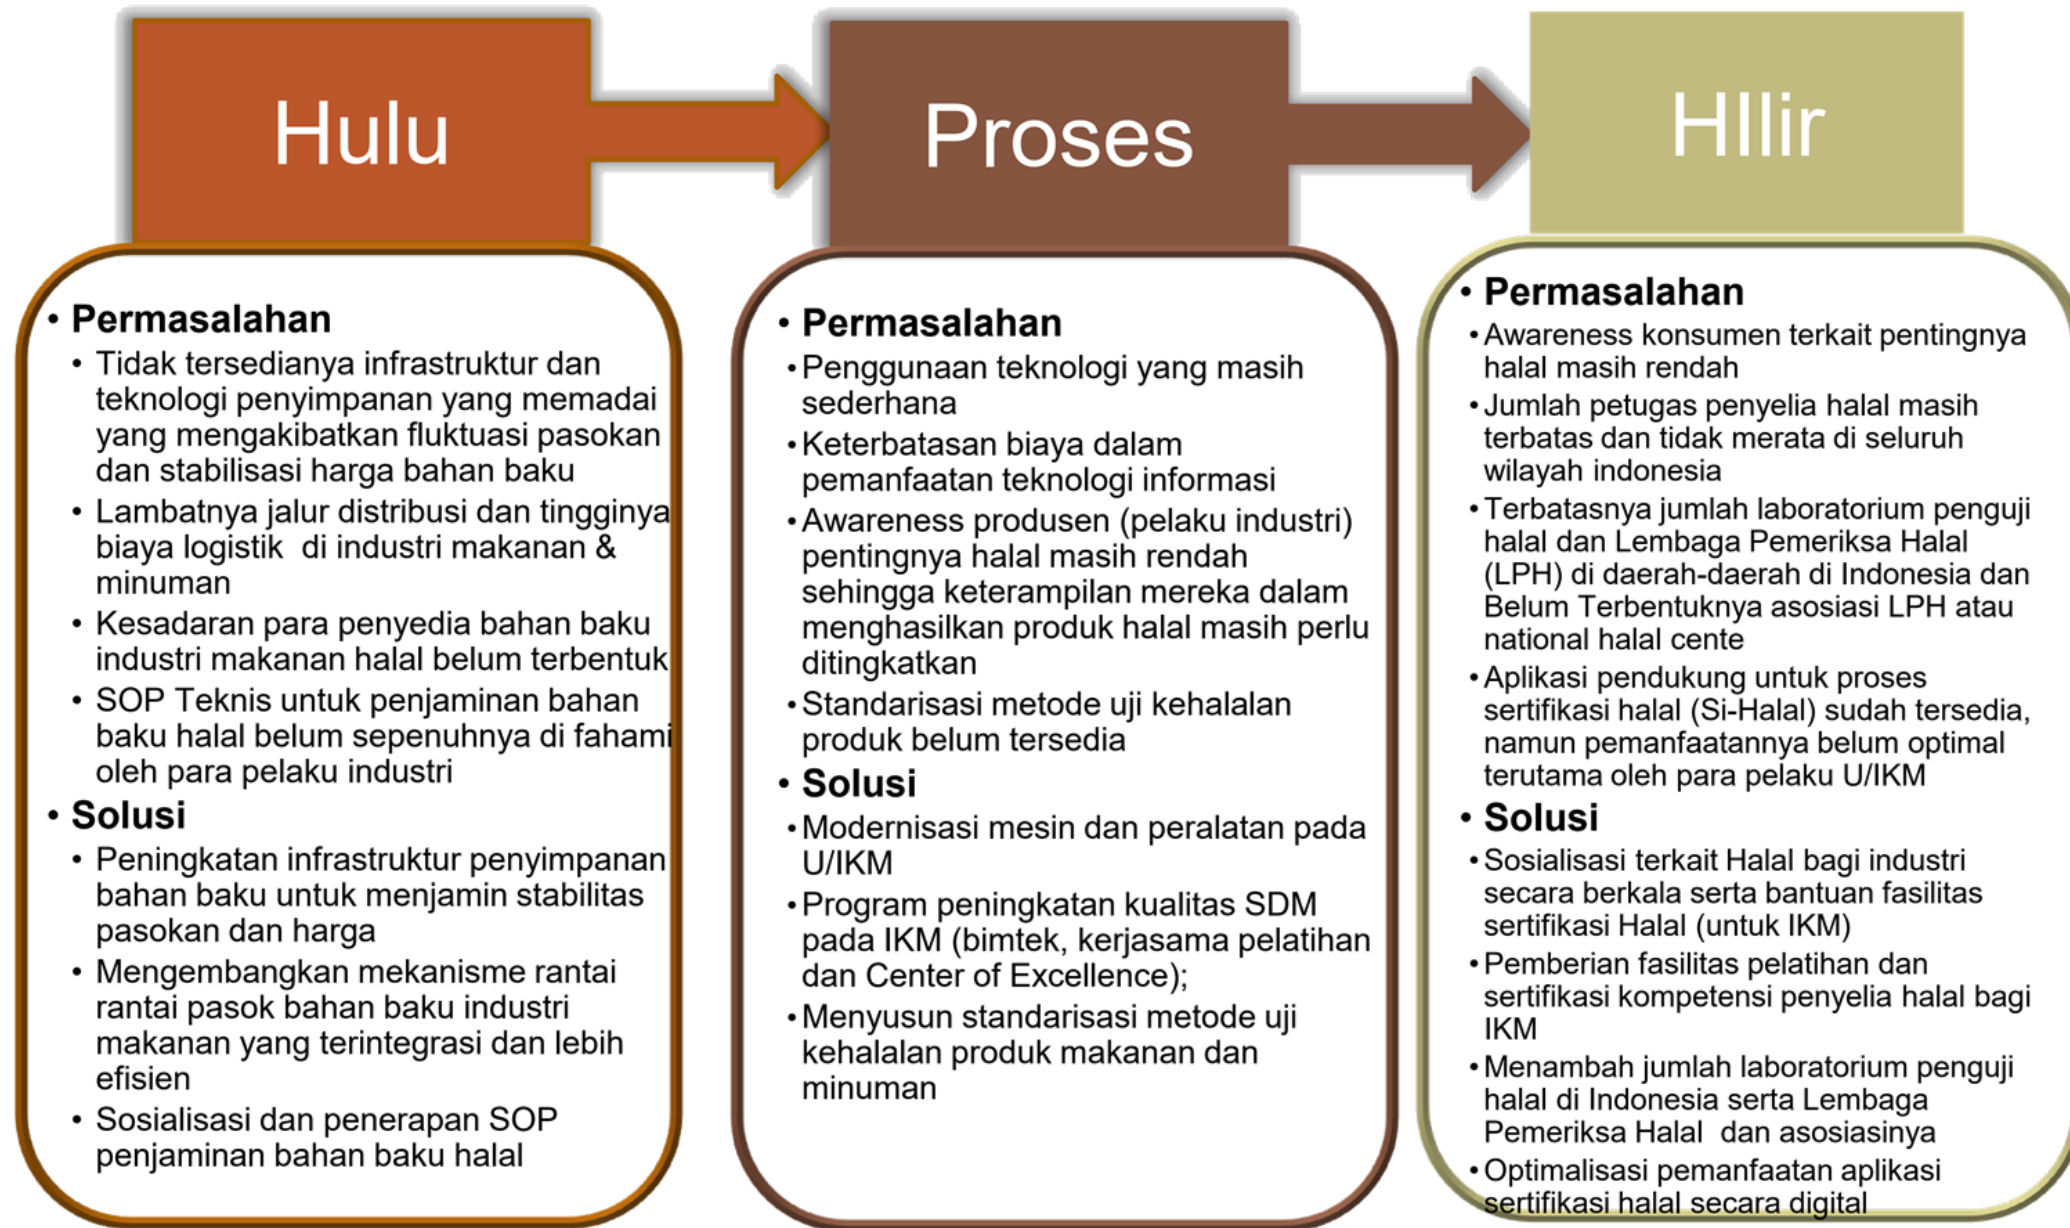 Hulu
Proses
HIlir
• Permasalahan
• Tidak tersedianya infrastruktur dan
teknologi penyimpanan yang memadai
yang mengakibatkan fluktuasi pasokan
dan stabilisasi harga bahan baku
• Lambatnya jalur distribusi dan tingginya
biaya logistik di industri makanan &
minuman
• Kesadaran para penyedia bahan baku
industri makanan halal belum terbentuk
• SOP Teknis untuk penjaminan bahan
baku halal belum sepenuhnya di fahami
oleh para pelaku industri
• Solusi
• Peningkatan infrastruktur penyimpanan
bahan baku untuk menjamin stabilitas
pasokan dan harga
• Mengembangkan mekanisme rantai
rantai pasok bahan baku industri
makanan yang terintegrasi dan lebih
efisien
• Sosialisasi dan penerapan SOP
penjaminan bahan baku halal
• Permasalahan
• Penggunaan teknologi yang masih
sederhana
• Keterbatasan biaya dalam
pemanfaatan teknologi informasi
• Awareness produsen (pelaku industri)
pentingnya halal masih rendah
sehingga keterampilan mereka dalam
menghasilkan produk halal masih perlu
ditingkatkan
• Standarisasi metode uji kehalalan
produk belum tersedia
• Solusi
• Modernisasi mesin dan peralatan pada
U/IKM
• Program peningkatan kualitas SDM
pada IKM (bimtek, kerjasama pelatihan
dan Center of Excellence);
• Menyusun standarisasi metode uji
kehalalan produk makanan dan
minuman
• Permasalahan
• Awareness konsumen terkait pentingnya
halal masih rendah
• Jumlah petugas penyelia halal masih
terbatas dan tidak merata di seluruh
wilayah indonesia
• Terbatasnya jumlah laboratorium penguji
halal dan Lembaga Pemeriksa Halal
(LPH) di daerah-daerah di Indonesia dan
Belum Terbentuknya asosiasi LPH atau
national halal cente
• Aplikasi pendukung untuk proses
sertifikasi halal (Si-Halal) sudah tersedia,
namun pemanfaatannya belum optimal
terutama oleh para pelaku U/IKM
• Solusi
• Sosialisasi terkait Halal bagi industri
secara berkala serta bantuan fasilitas
sertifikasi Halal (untuk IKM)
• Pemberian fasilitas pelatihan dan
sertifikasi kompetensi penyelia halal bagi
IKM
• Menambah jumlah laboratorium penguji
halal di Indonesia serta Lembaga
Pemeriksa Halal dan asosiasinya
• Optimalisasi pemanfaatan aplikasi
sertifikasi halal secara digital